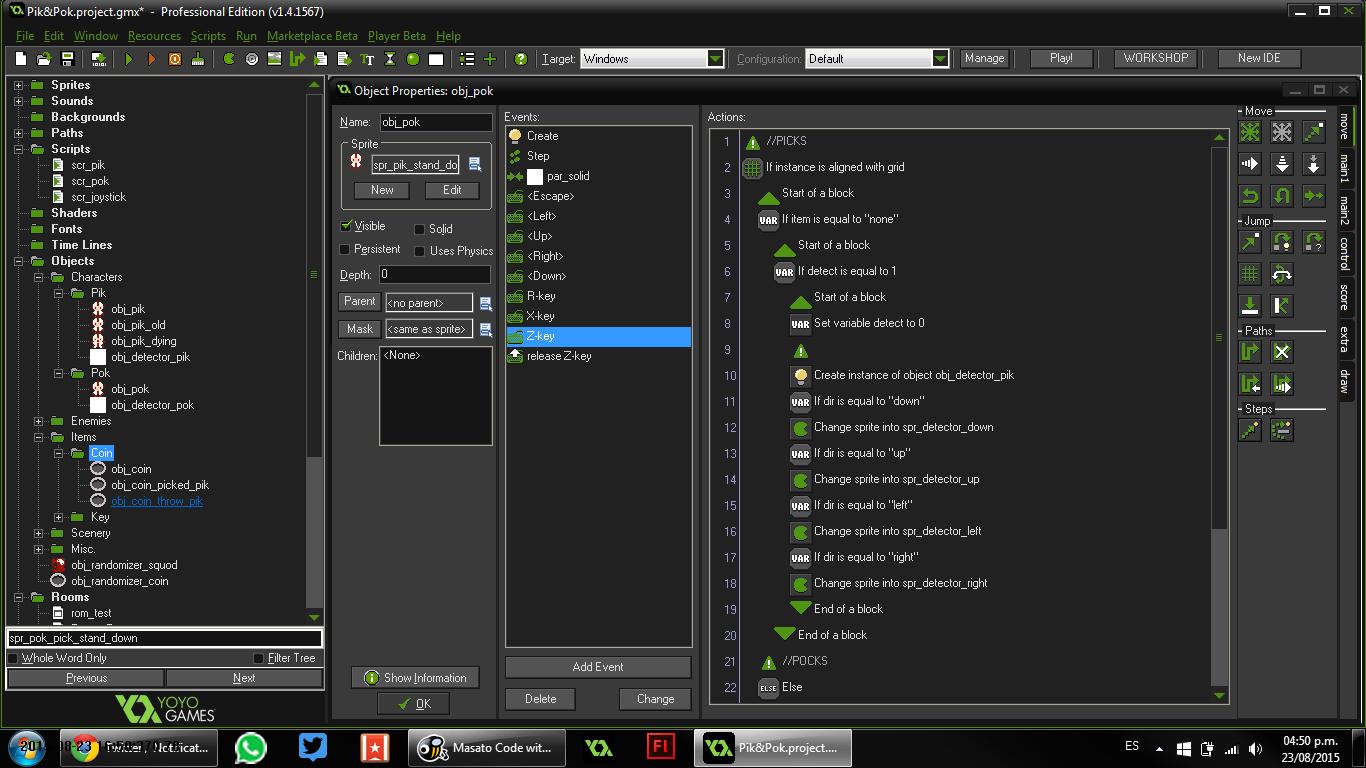 Pik&Pok.project.gmx* - Professional Edition (v1.4.1567)
File Edit Window Resources Scripts Run Marketplace Beta Player Beta Help
Target: Windows Configuration: Default Manage Play! WORKSHOP New IDE
Sprites
Sounds
Backgrounds
Paths
Scripts
scr_pik
scr_pok
scr_joystick
Shaders
Fonts
Time Lines
Objects
Characters
Pik
obj_pik
obj_pik_old
obj_pik_dying
obj_detector_pik
Pok
obj_pok
obj_detector_pok
Enemies
Items
Coin
obj_coin
obj_coin_picked_pik
obj_coin_throw_pik
Key
Scenery
Misc.
obj_randomizer_squod
obj_randomizer_coin
Rooms
rom_test
spr_pok_pick_stand_down
Whole Word Only Filter Tree
Previous Next
YOYO
GAMES
Object Properties: obj_pok
Name: obj_pok
Sprite
spr_pik_stand_do
New Edit
Visible Solid
Persistent Uses Physics
Depth: 0
Parent <no parent>
Mask <same as sprite>
Children: <None>
Show Information
OK
Events:
Create
Step
par_solid
<Escape>
<Left>
<Up>
<Right>
<Down>
R-key
X-key
Z-key
release Z-key
Add Event
Delete Change
Actions:
1 //PICKS
2 If instance is aligned with grid
3 Start of a block
4 VAR If item is equal to "none"
5 Start of a block
6 VAR If detect is equal to 1
7 Start of a block
8 VAR Set variable detect to 0
9
10 Create instance of object obj_detector_pik
11 VAR If dir is equal to "down"
12 Change sprite into spr_detector_down
13 VAR If dir is equal to "up"
14 Change sprite into spr_detector_up
15 VAR If dir is equal to "left"
16 Change sprite into spr_detector_left
17 VAR If dir is equal to "right"
18 Change sprite into spr_detector_right
19 End of a block
20 End of a block
21 //POCKS
22 ELSE Else
Move
Jump
Paths
Steps
move
main1
main2
control
score
extra
draw
Masato Code wit...
Pik&Pok.project....
ES
04:50 p.m.
23/08/2015